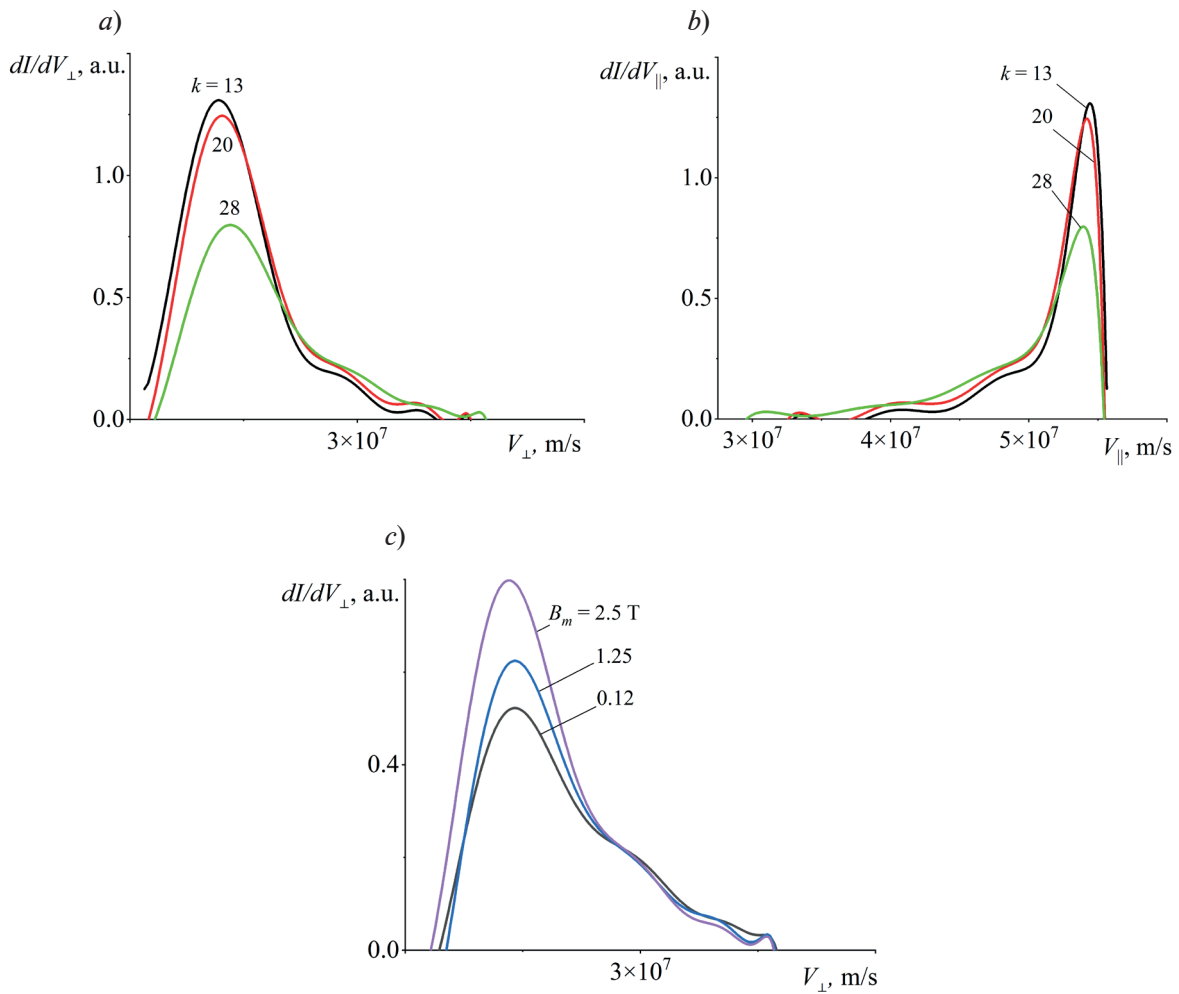 a)
dI/dV⊥, a.u.
k = 13
20
28
1.0
0.5
0.0
3×10⁷
V⊥, m/s
b)
dI/dV||, a.u.
k = 13
20
28
1.0
0.5
0.0
3×10⁷
4×10⁷
5×10⁷
V||, m/s
c)
dI/dV⊥, a.u.
Bₘ = 2.5 T
1.25
0.12
0.4
0.0
3×10⁷
V⊥, m/s